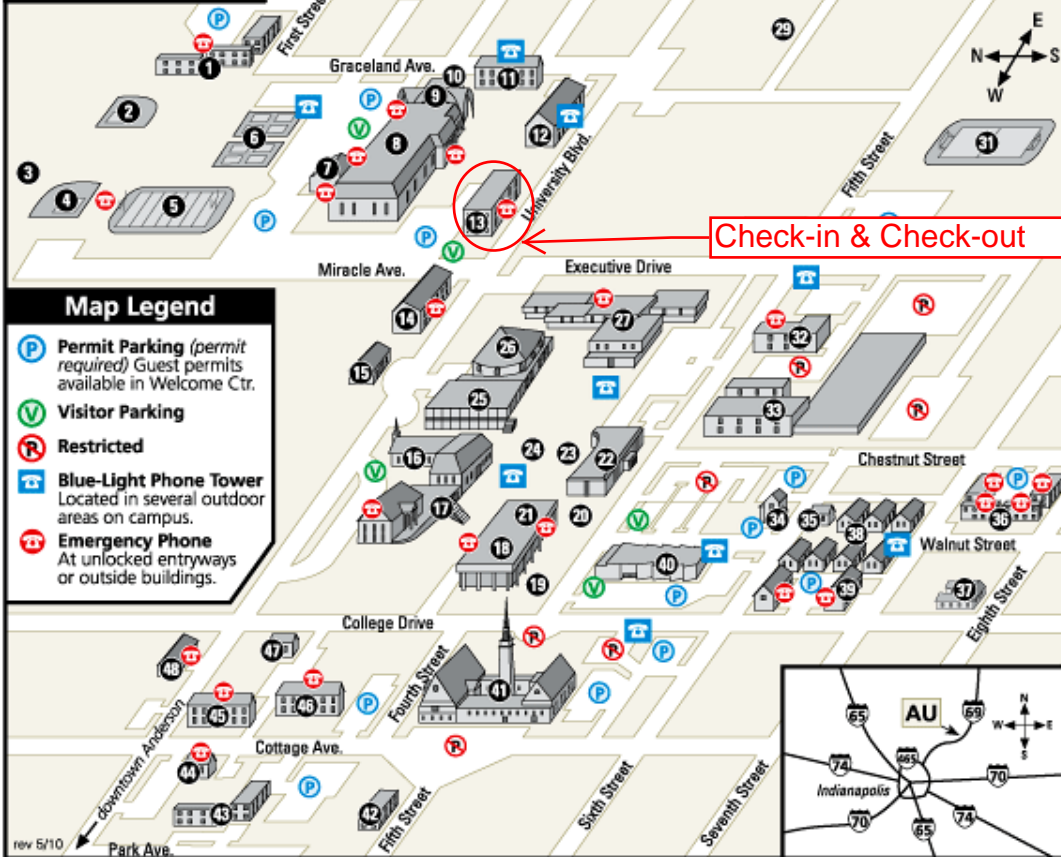 First Street
Graceland Ave.
University Blvd.
Fifth Street
E
N
S
W
P
1
2
3
4
5
6
7
8
9
10
11
12
13
29
31
V
Check-in & Check-out
Miracle Ave.
Executive Drive
Map Legend
P Permit Parking (permit
required) Guest permits
available in Welcome Ctr.
V Visitor Parking
P Restricted
Blue-Light Phone Tower
Located in several outdoor
areas on campus.
Emergency Phone
At unlocked entryways
or outside buildings.
14
15
16
17
18
19
20
21
22
23
24
25
26
27
32
33
Chestnut Street
34
35
36
37
38
39
40
Walnut Street
Eighth Street
College Drive
Fourth Street
41
42
43
44
45
46
47
48
Cottage Ave.
downtown Anderson
Park Ave.
Fifth Street
Sixth Street
Seventh Street
rev 5/10
AU
65
69
465
74
70
Indianapolis
70
65
74
N
W
E
S